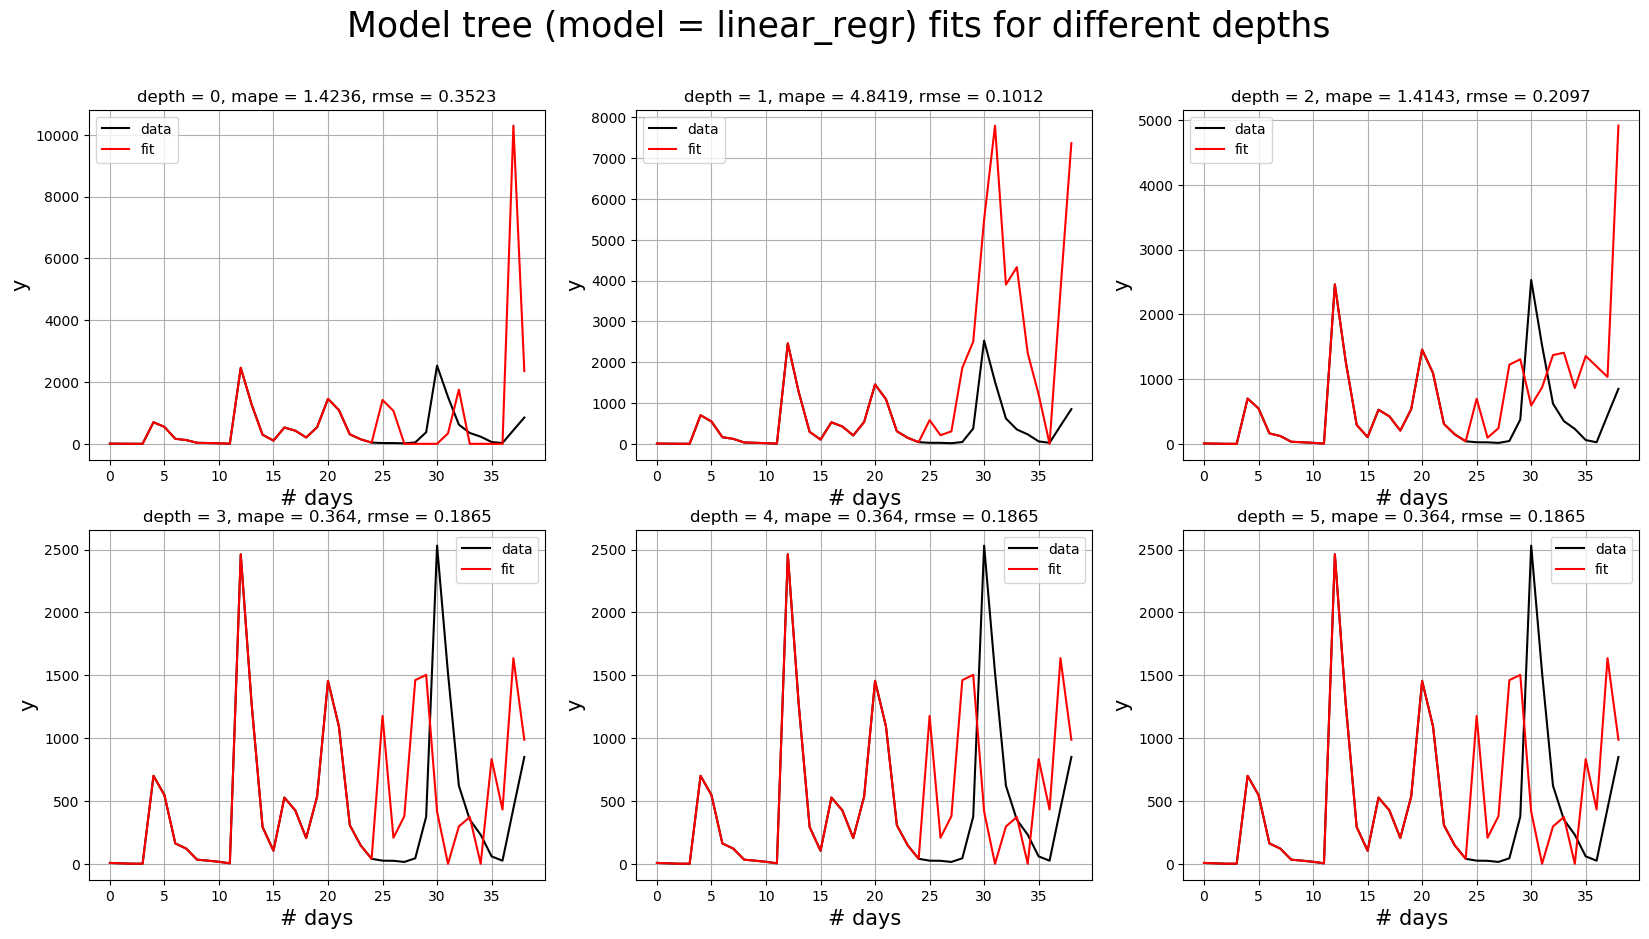 Model tree (model = linear_regr) fits for different depths
depth = 0, mape = 1.4236, rmse = 0.3523
data
fit
10000
8000
6000
4000
2000
0
y
0 5 10 15 20 25 30 35
# days
depth = 1, mape = 4.8419, rmse = 0.1012
data
fit
8000
7000
6000
5000
4000
3000
2000
1000
0
y
0 5 10 15 20 25 30 35
# days
depth = 2, mape = 1.4143, rmse = 0.2097
data
fit
5000
4000
3000
2000
1000
0
y
0 5 10 15 20 25 30 35
# days
depth = 3, mape = 0.364, rmse = 0.1865
data
fit
2500
2000
1500
1000
500
0
y
0 5 10 15 20 25 30 35
# days
depth = 4, mape = 0.364, rmse = 0.1865
data
fit
2500
2000
1500
1000
500
0
y
0 5 10 15 20 25 30 35
# days
depth = 5, mape = 0.364, rmse = 0.1865
data
fit
2500
2000
1500
1000
500
0
y
0 5 10 15 20 25 30 35
# days